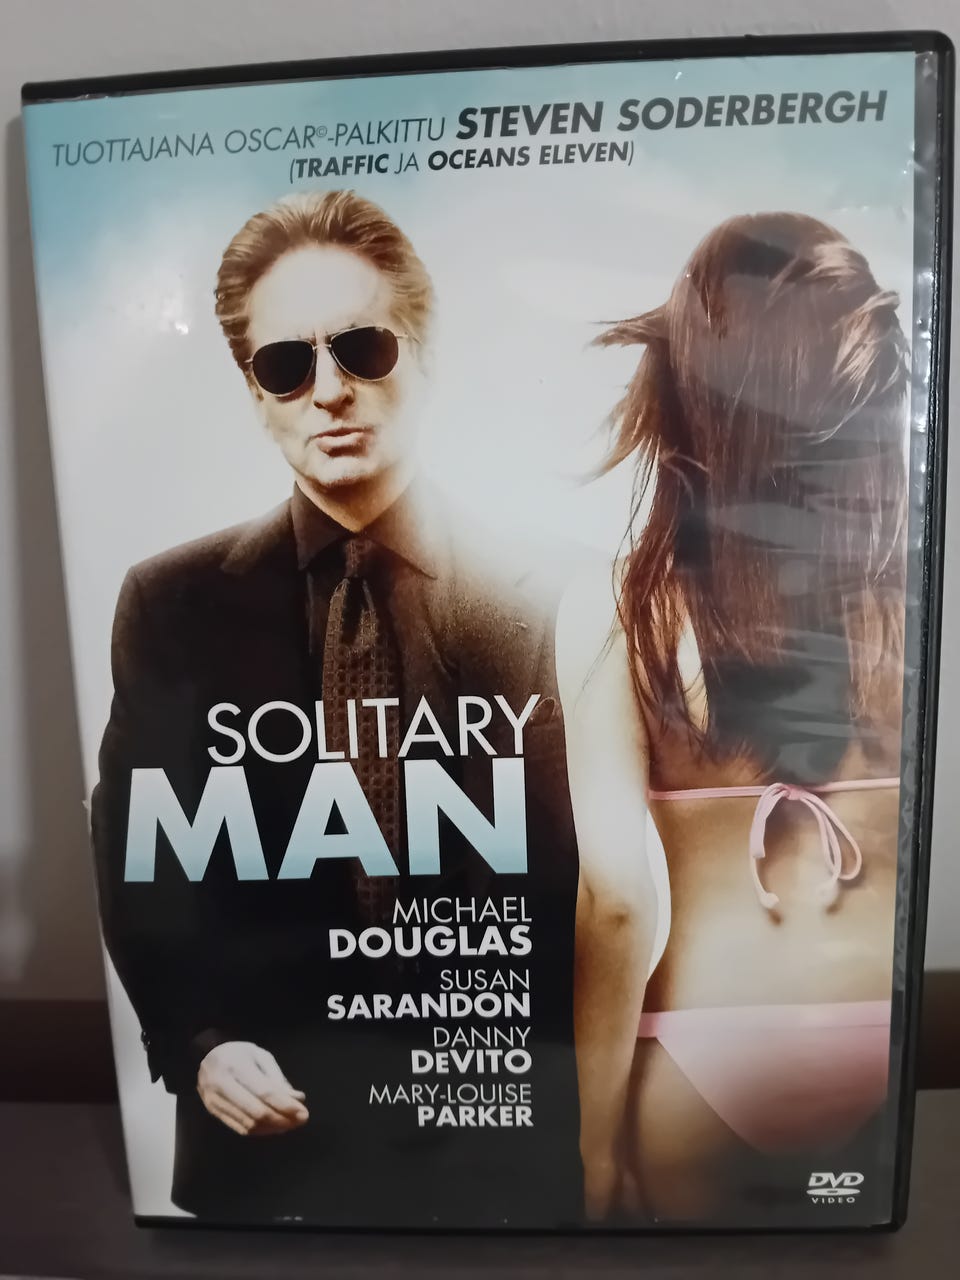 TUOTTAJANA OSCAR©-PALKITTU STEVEN SODERBERGH
(TRAFFIC JA OCEANS ELEVEN)
SOLITARY
MAN
MICHAEL
DOUGLAS
SUSAN
SARANDON
DANNY
DEVITO
MARY-LOUISE
PARKER
DVD
VIDEO